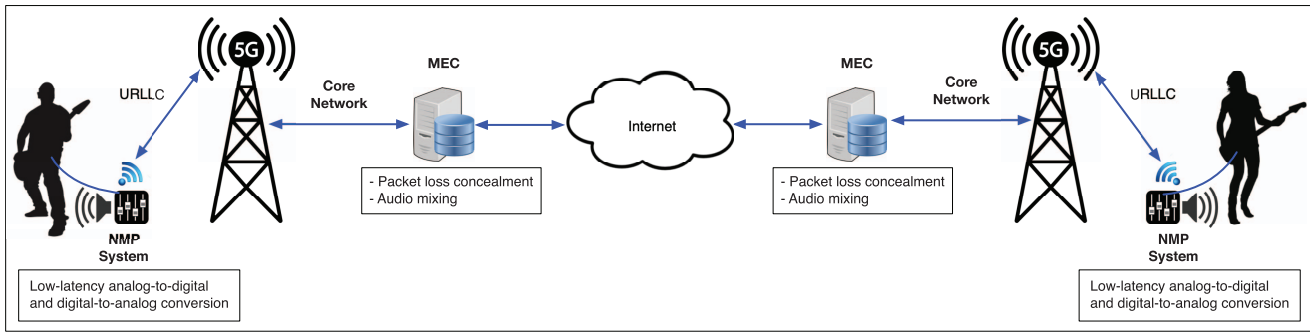 5G
URLLC
Core
Network
MEC
- Packet loss concealment
- Audio mixing
NMP
System
Low-latency analog-to-digital
and digital-to-analog conversion
Internet
MEC
- Packet loss concealment
- Audio mixing
Core
Network
5G
URLLC
NMP
System
Low-latency analog-to-digital
and digital-to-analog conversion